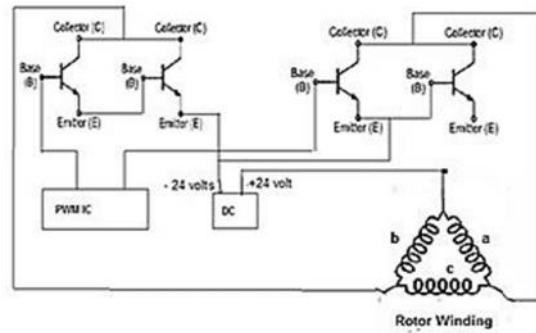 Collector (C) Collector (C) Collector (C) Collector (C)
Base (B) Base (B) Base (B) Base (B)
Emitter (E) Emitter (E) Emitter (E) Emitter (E)
- 24 volts +24 volt
PWM IC DC
b a
c
Rotor Winding